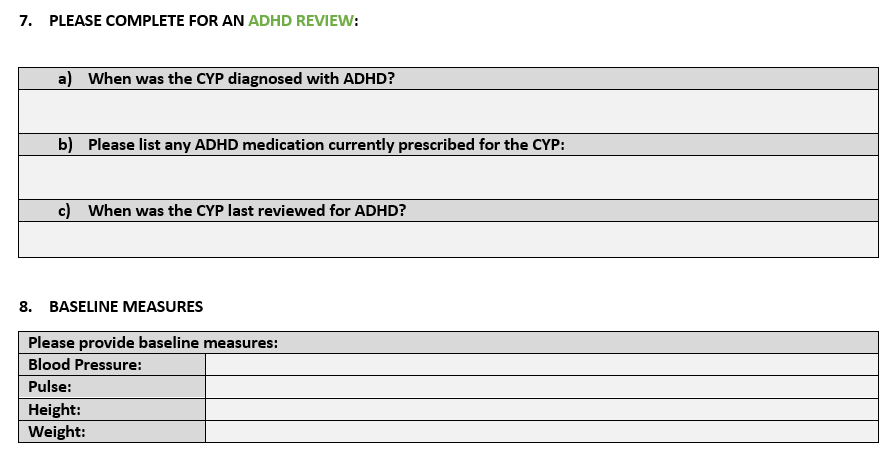 7. PLEASE COMPLETE FOR AN ADHD REVIEW:
a) When was the CYP diagnosed with ADHD?
b) Please list any ADHD medication currently prescribed for the CYP:
c) When was the CYP last reviewed for ADHD?
8. BASELINE MEASURES
Please provide baseline measures:
Blood Pressure:
Pulse:
Height:
Weight: